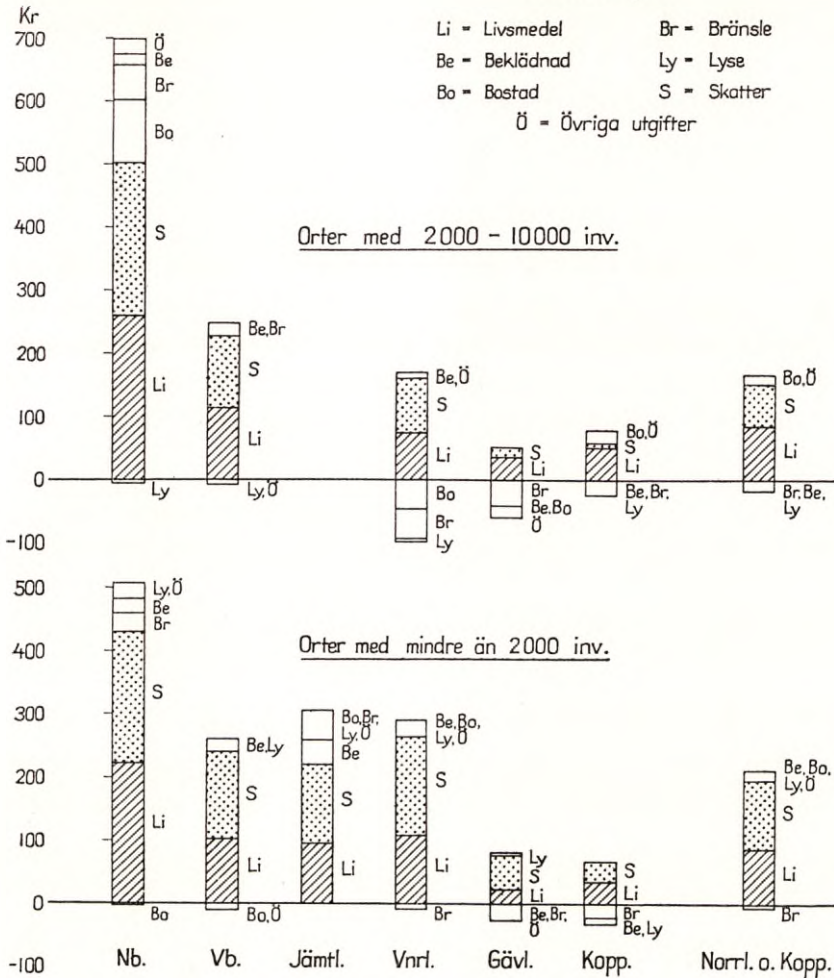 Kr
Li = Livsmedel Br = Bränsle
Be = Beklädnad Ly = Lyse
Bo = Bostad S = Skatter
Ö = Övriga utgifter
700
600
500
400
300
200
100
0
-100
Orter med 2000 - 10000 inv.
Ö
Be
Br
Bo
S
Li
Ly
Be,Br
S
Li
Ly,Ö
Be,Ö
S
Li
Bo
Br
Ly
S
Li
Br
Be,Bo
Ö
Bo,Ö
S
Li
Be,Br,
Ly
Bo,Ö
S
Li
Br,Be,
Ly
500
400
300
200
100
0
-100
Orter med mindre än 2000 inv.
Ly,Ö
Be
Br
S
Li
Bo
Be,Ly
S
Li
Bo,Ö
Bo,Br,
Ly,Ö
Be
S
Li
Be,Bo,
Ly,Ö
S
Li
Br
Ly
S
Li
Be,Br,
Ö
S
Li
Br
Be,Ly
Be,Bo,
Ly,Ö
S
Li
Br
Nb. Vb. Jämtl. Vnrl. Gävl. Kopp. Norrl. o. Kopp.